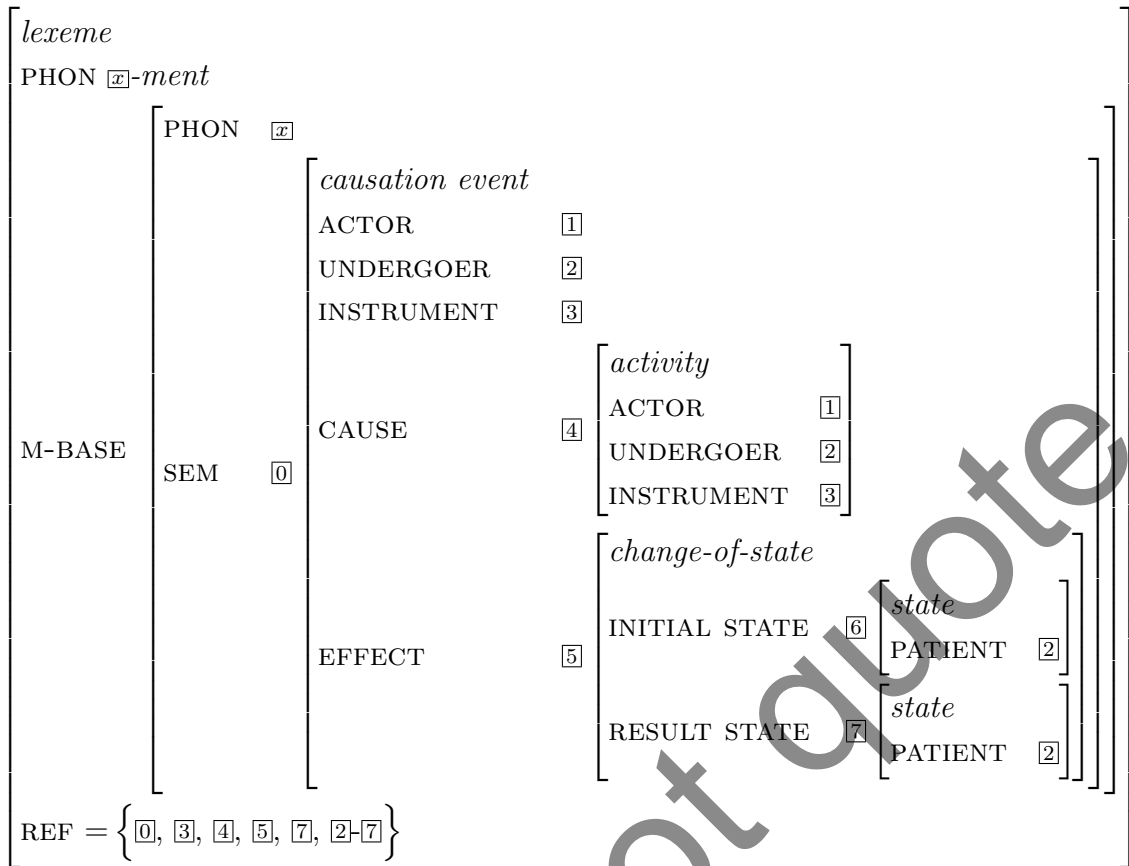 lexeme
PHON x-ment
PHON x
causation event
ACTOR 1
UNDERGOER 2
INSTRUMENT 3
activity
ACTOR 1
M-BASE SEM 0 CAUSE 4
UNDERGOER 2
INSTRUMENT 3
change-of-state
INITIAL STATE 6 state
PATIENT 2
EFFECT 5
RESULT STATE 7 state
PATIENT 2
REF = {0, 3, 4, 5, 7, 2-7}
ot quote